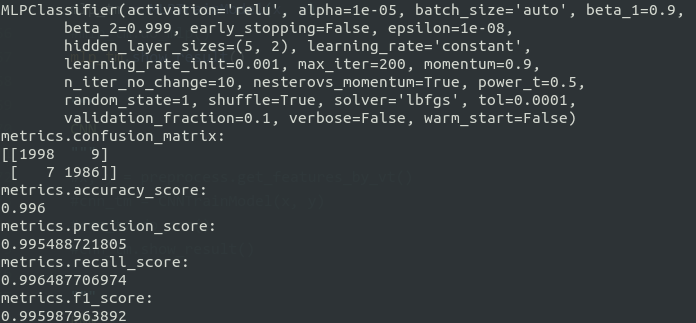 MLPClassifier(activation='relu', alpha=1e-05, batch_size='auto', beta_1=0.9,
beta_2=0.999, early_stopping=False, epsilon=1e-08,
hidden_layer_sizes=(5, 2), learning_rate='constant',
learning_rate_init=0.001, max_iter=200, momentum=0.9,
n_iter_no_change=10, nesterovs_momentum=True, power_t=0.5,
random_state=1, shuffle=True, solver='lbfgs', tol=0.0001,
validation_fraction=0.1, verbose=False, warm_start=False)
metrics.confusion_matrix:
[[1998    9]
 [   7 1986]]
metrics.accuracy_score:
0.996
metrics.precision_score:
0.995488721805
metrics.recall_score:
0.996487706974
metrics.f1_score:
0.995987963892